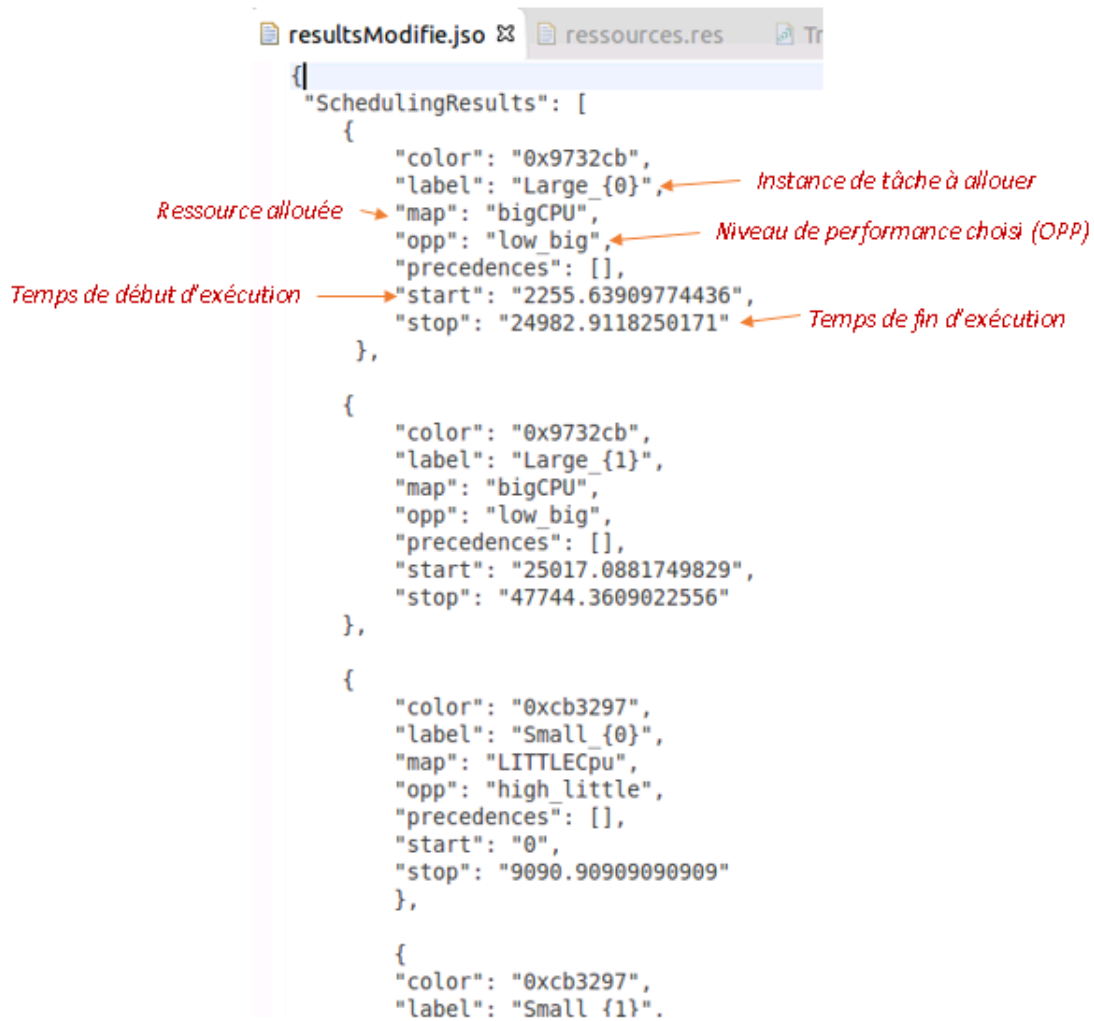 resultsModifie.jso ressources.res Tr
{
"SchedulingResults": [
{
"color": "0x9732cb",
"label": "Large_{0}", Instance de tâche à allouer
Ressource allouée "map": "bigCPU",
"opp": "low_big", Niveau de performance choisi (OPP)
"precedences": [],
Temps de début d'exécution "start": "2255.63909774436",
"stop": "24982.9118250171" Temps de fin d'exécution
},
{
"color": "0x9732cb",
"label": "Large_{1}",
"map": "bigCPU",
"opp": "low_big",
"precedences": [],
"start": "25017.0881749829",
"stop": "47744.3609022556"
},
{
"color": "0xcb3297",
"label": "Small_{0}",
"map": "LITTLECpu",
"opp": "high_little",
"precedences": [],
"start": "0",
"stop": "9090.90909090909"
},
{
"color": "0xcb3297",
"label": "Small_{1}",